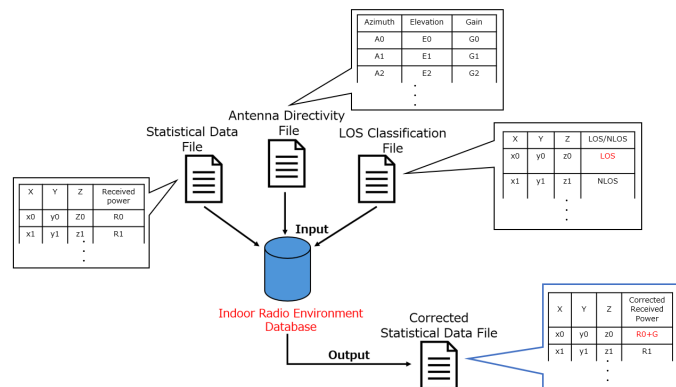 Azimuth Elevation Gain
A0 E0 G0
A1 E1 G1
A2 E2 G2
Antenna Directivity
File
Statistical Data
File
LOS Classification
File
X Y Z LOS/NLOS
x0 y0 z0 LOS
x1 y1 z1 NLOS
X Y Z Received
power
x0 y0 Z0 R0
x1 y1 z1 R1
Input
Indoor Radio Environment
Database
Output
Corrected
Statistical Data File
X Y Z Corrected
Received
Power
x0 y0 z0 R0+G
x1 y1 z1 R1